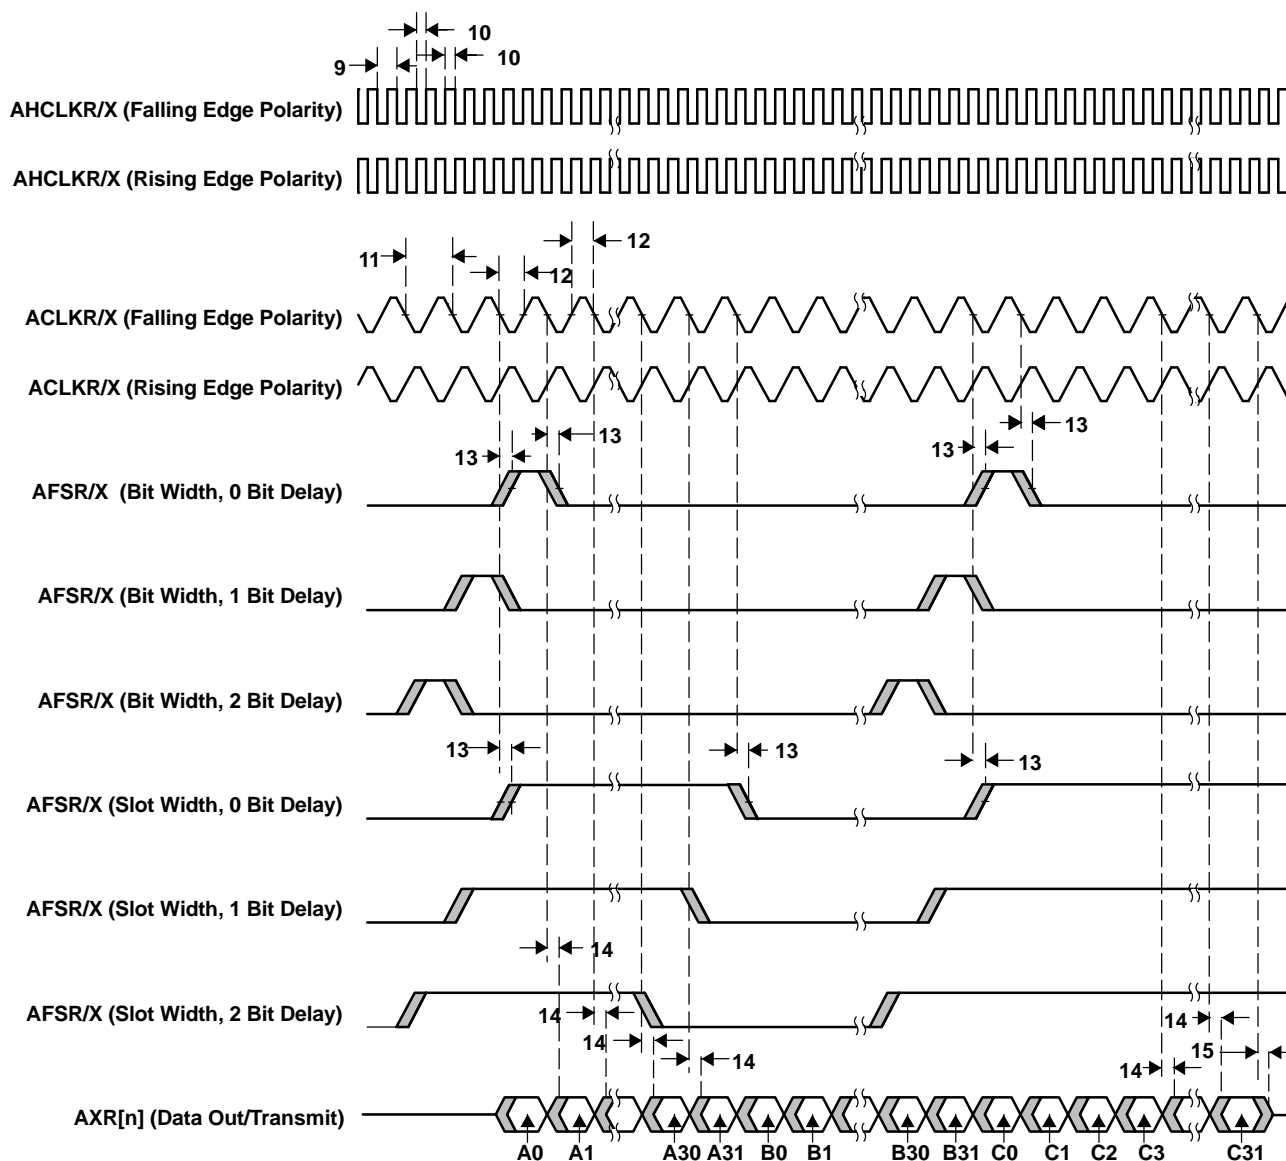 10
10
9
AHCLKR/X (Falling Edge Polarity)
AHCLKR/X (Rising Edge Polarity)
12
11
12
ACLKR/X (Falling Edge Polarity)
ACLKR/X (Rising Edge Polarity)
13
13
13
13
AFSR/X (Bit Width, 0 Bit Delay)
AFSR/X (Bit Width, 1 Bit Delay)
AFSR/X (Bit Width, 2 Bit Delay)
13
13
13
AFSR/X (Slot Width, 0 Bit Delay)
AFSR/X (Slot Width, 1 Bit Delay)
14
AFSR/X (Slot Width, 2 Bit Delay)
14
14
14
14
15
14
AXR[n] (Data Out/Transmit)
A0 A1 A30 A31 B0 B1 B30 B31 C0 C1 C2 C3 C31